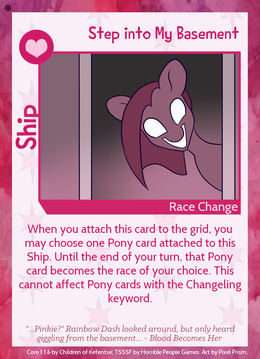 Step into My Basement
Ship
Race Change
When you attach this card to the grid, you
may choose one Pony card attached to this
Ship. Until the end of your turn, that Pony
card becomes the race of your choice. This
cannot affect Pony cards with the Changeling
keyword.
"...Pinkie?" Rainbow Dash looked around, but only heard
giggling from the basement... - Blood Becomes Her
Core 1.1.6 by Children of Kefentse; TSSSF by Horrible People Games. Art by Pixel Prism.